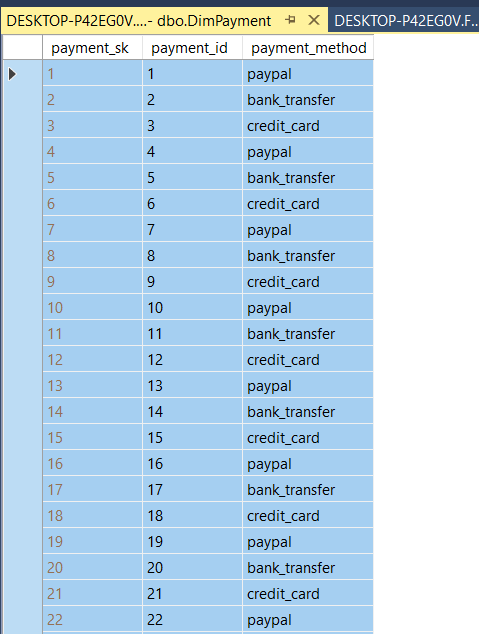 DESKTOP-P42EG0V....- dbo.DimPayment DESKTOP-P42EG0V.F...
payment_sk payment_id payment_method
1 1 paypal
2 2 bank_transfer
3 3 credit_card
4 4 paypal
5 5 bank_transfer
6 6 credit_card
7 7 paypal
8 8 bank_transfer
9 9 credit_card
10 10 paypal
11 11 bank_transfer
12 12 credit_card
13 13 paypal
14 14 bank_transfer
15 15 credit_card
16 16 paypal
17 17 bank_transfer
18 18 credit_card
19 19 paypal
20 20 bank_transfer
21 21 credit_card
22 22 paypal